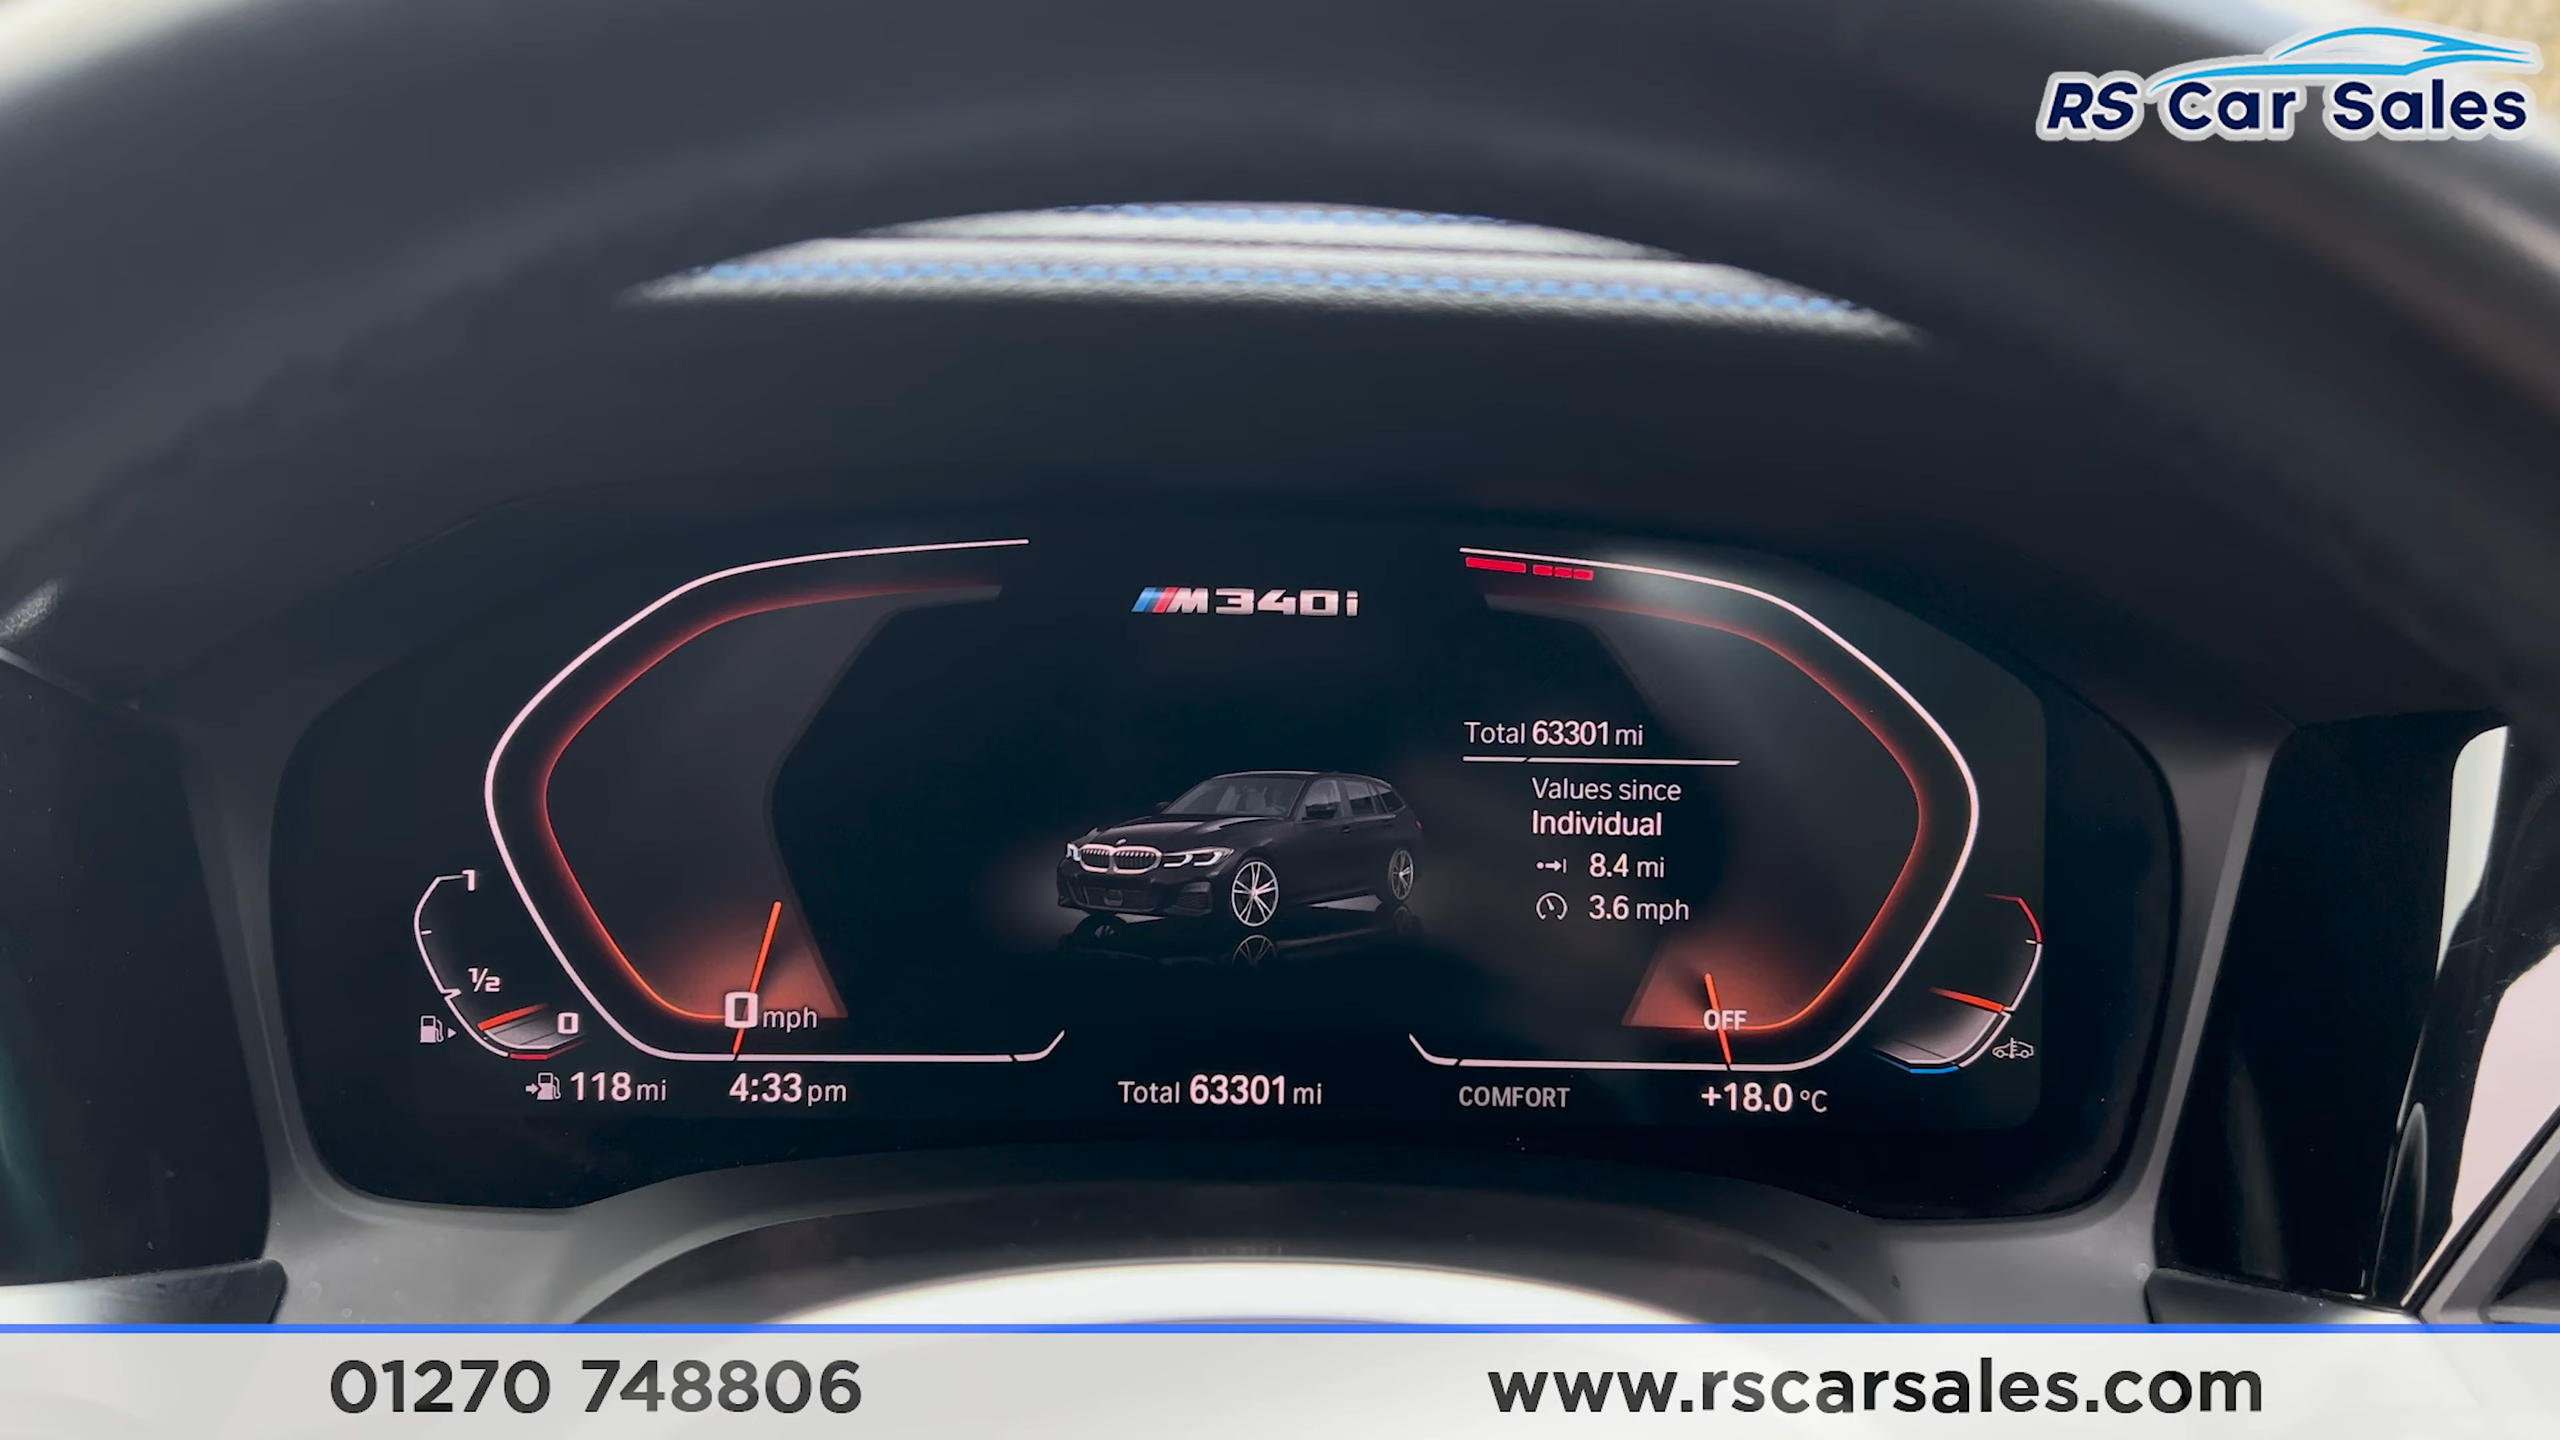 RS Car Sales
M340i
Total 63301 mi
Values since
Individual
8.4 mi
3.6 mph
1
1/2
0
0 mph
OFF
118 mi
4:33 pm
Total 63301 mi
COMFORT
+18.0 °C
01270 748806
www.rscarsales.com